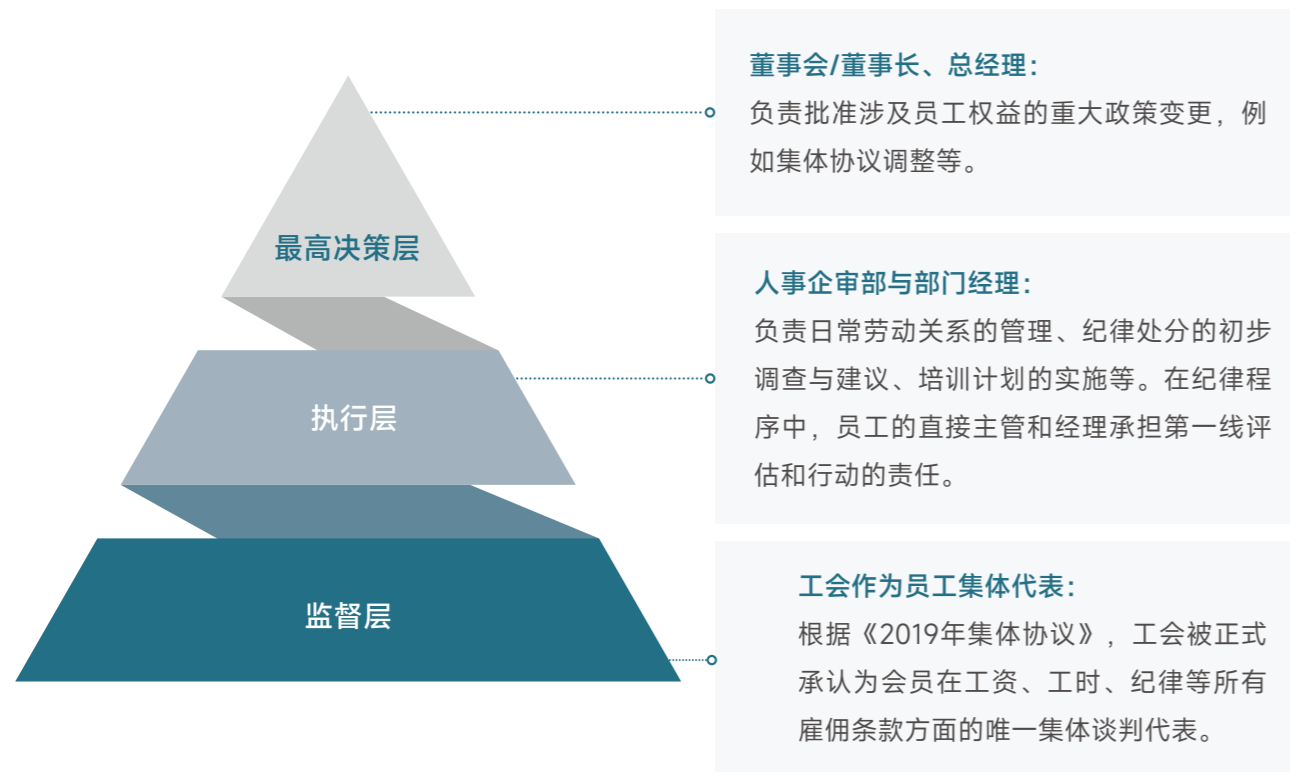 最高决策层
董事会/董事长、总经理：
负责批准涉及员工权益的重大政策变更，例
如集体协议调整等。
执行层
人事企审部与部门经理：
负责日常劳动关系的管理、纪律处分的初步
调查与建议、培训计划的实施等。在纪律程
序中，员工的直接主管和经理承担第一线评
估和行动的责任。
监督层
工会作为员工集体代表：
根据《2019年集体协议》，工会被正式
承认为会员在工资、工时、纪律等所有
雇佣条款方面的唯一集体谈判代表。